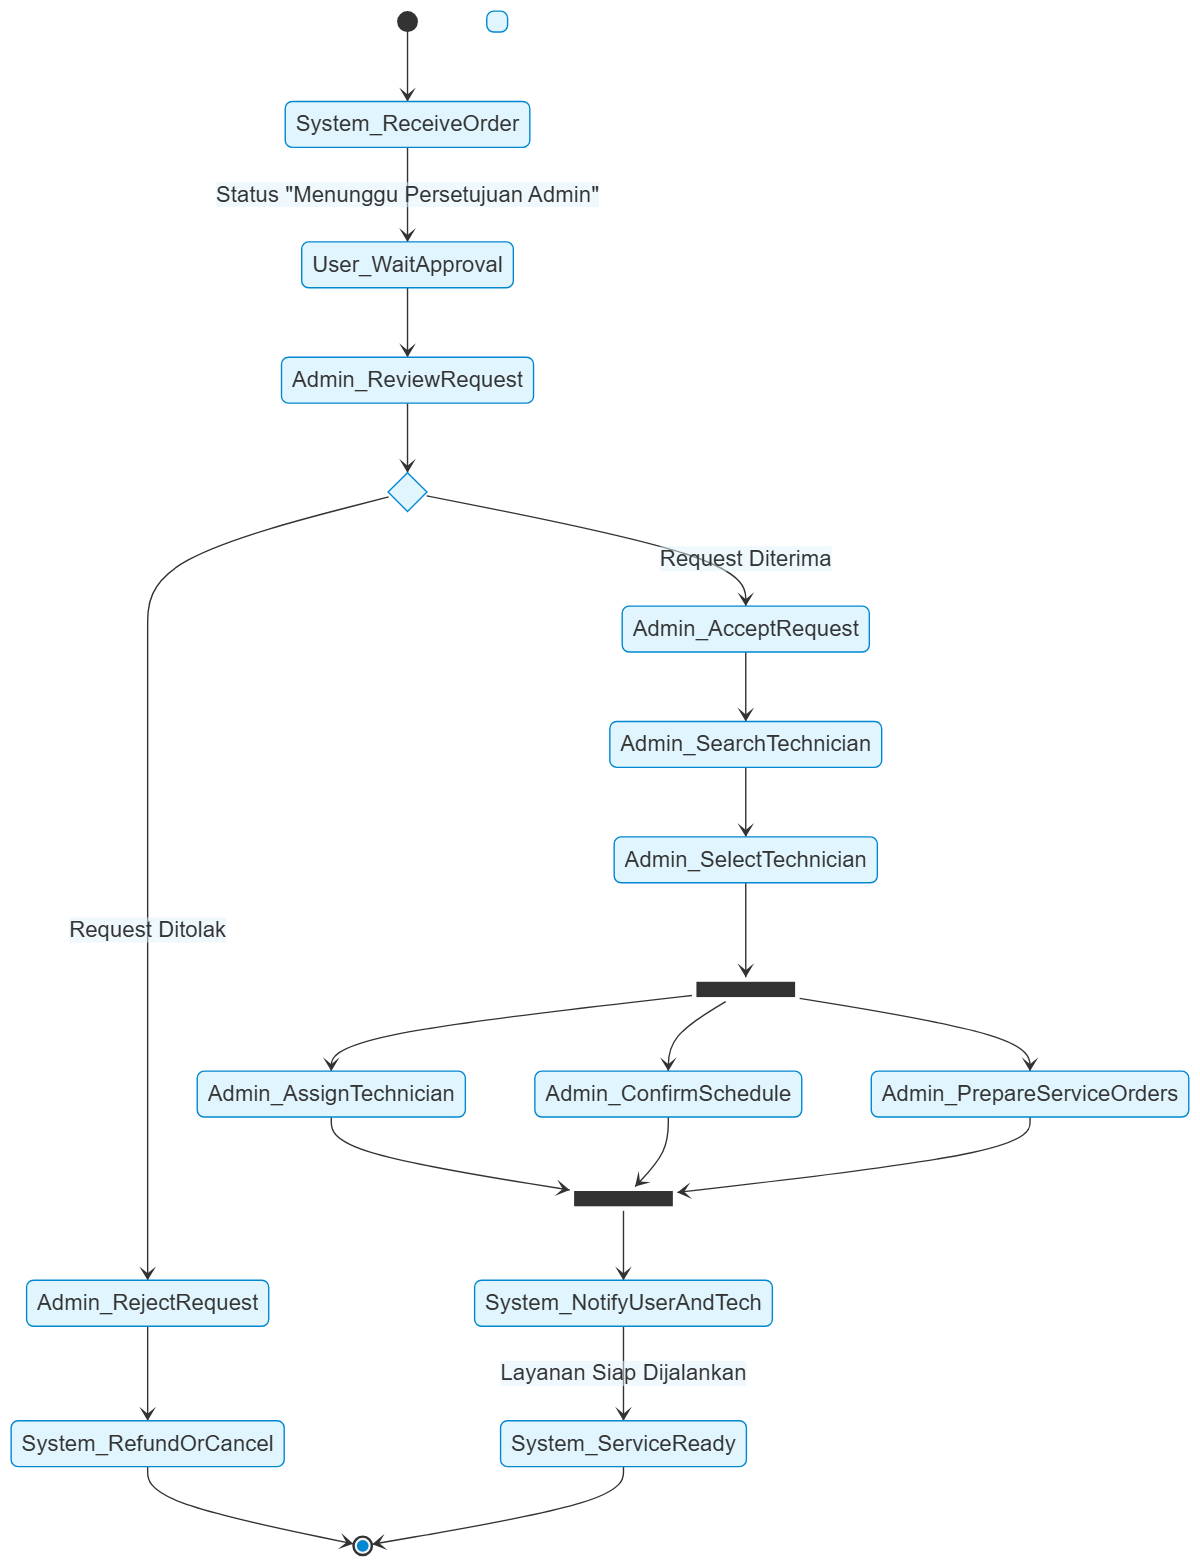 System_ReceiveOrder
Status "Menunggu Persetujuan Admin"
User_WaitApproval
Admin_ReviewRequest
Request Diterima
Admin_AcceptRequest
Admin_SearchTechnician
Admin_SelectTechnician
Request Ditolak
Admin_AssignTechnician
Admin_ConfirmSchedule
Admin_PrepareServiceOrders
Admin_RejectRequest
System_NotifyUserAndTech
Layanan Siap Dijalankan
System_RefundOrCancel
System_ServiceReady